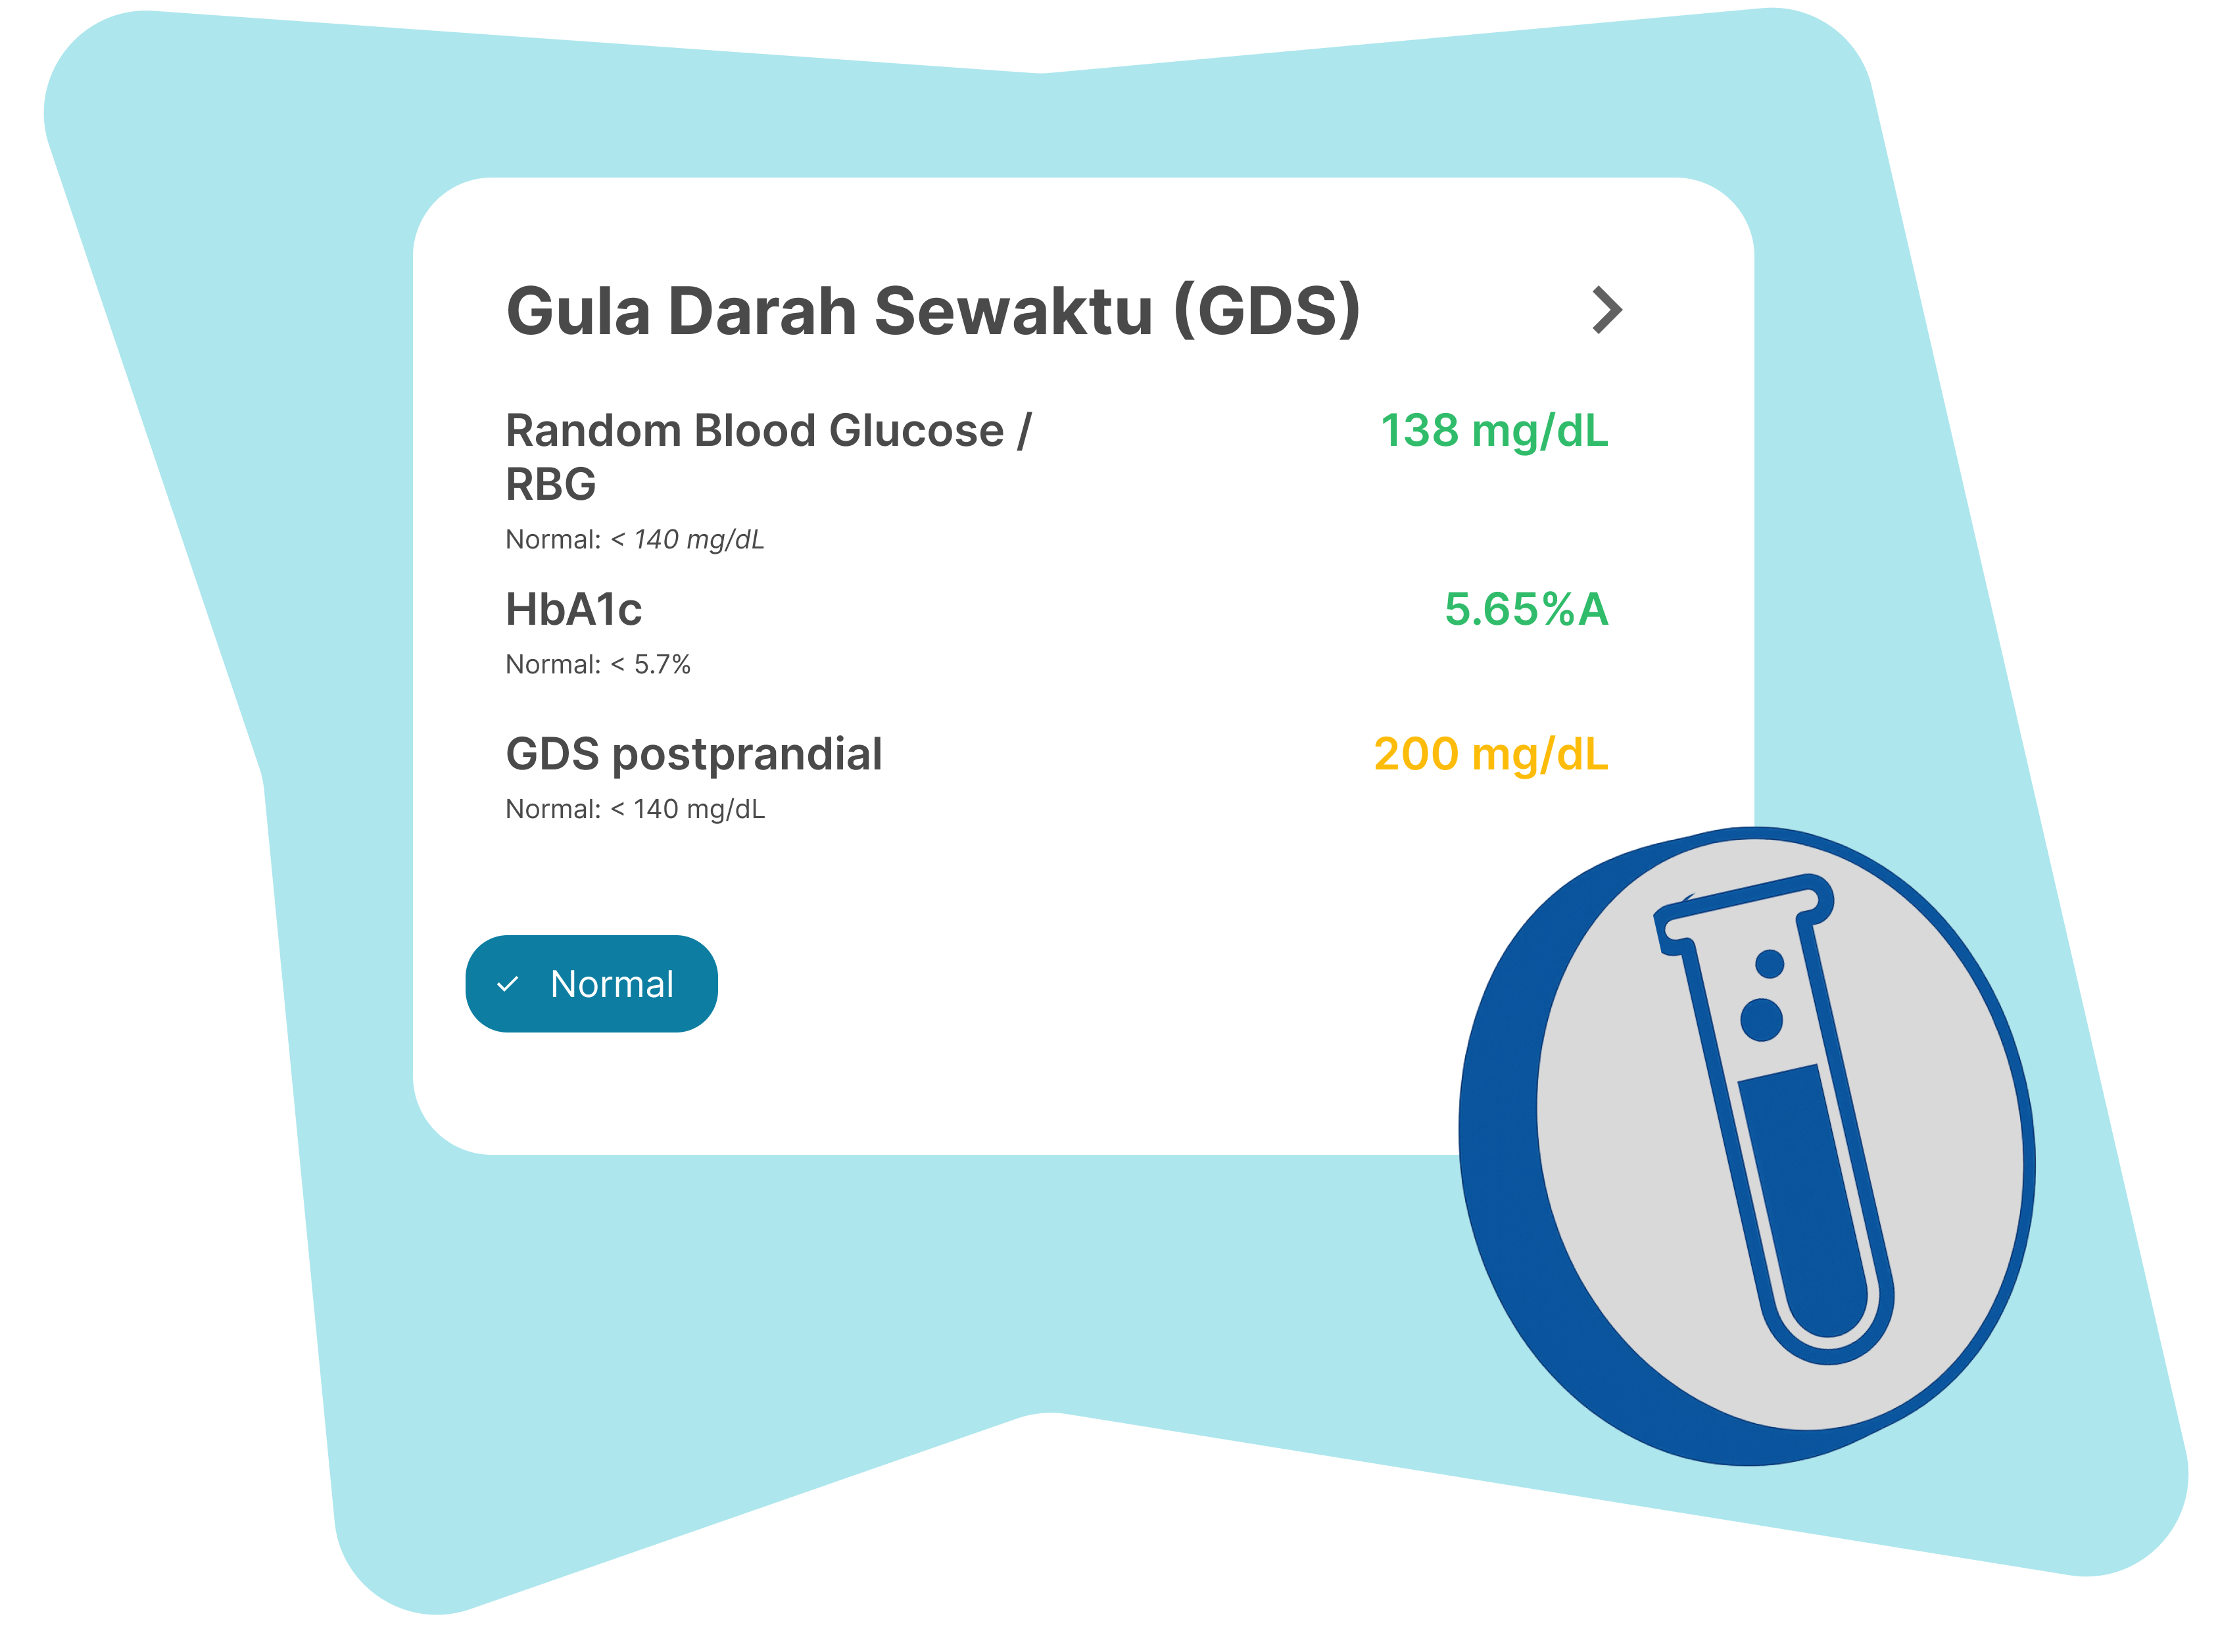 Gula Darah Sewaktu (GDS)
Random Blood Glucose / 138 mg/dL
RBG
Normal: < 140 mg/dL
HbA1c 5.65%A
Normal: < 5.7%
GDS postprandial 200 mg/dL
Normal: < 140 mg/dL
Normal